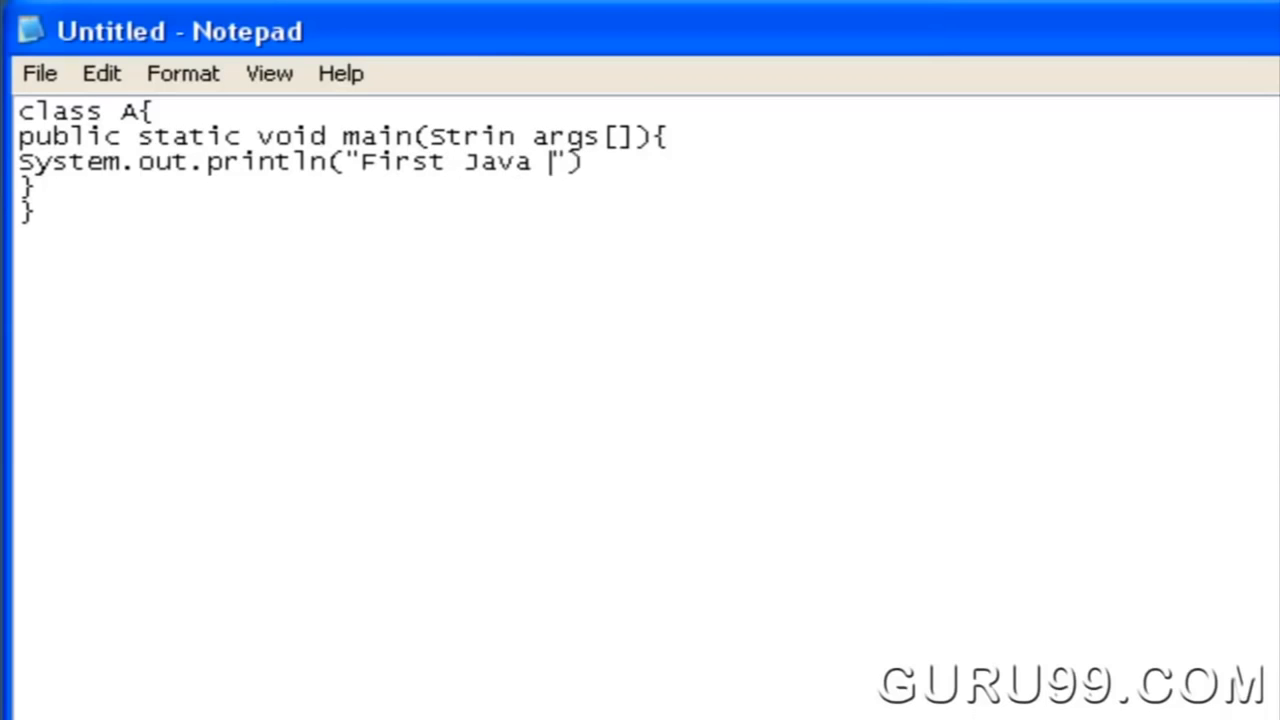 Untitled - Notepad
File Edit Format View Help
class A{
public static void main(Strin args[]){
System.out.println("First Java ")
}
}
GURU99.COM